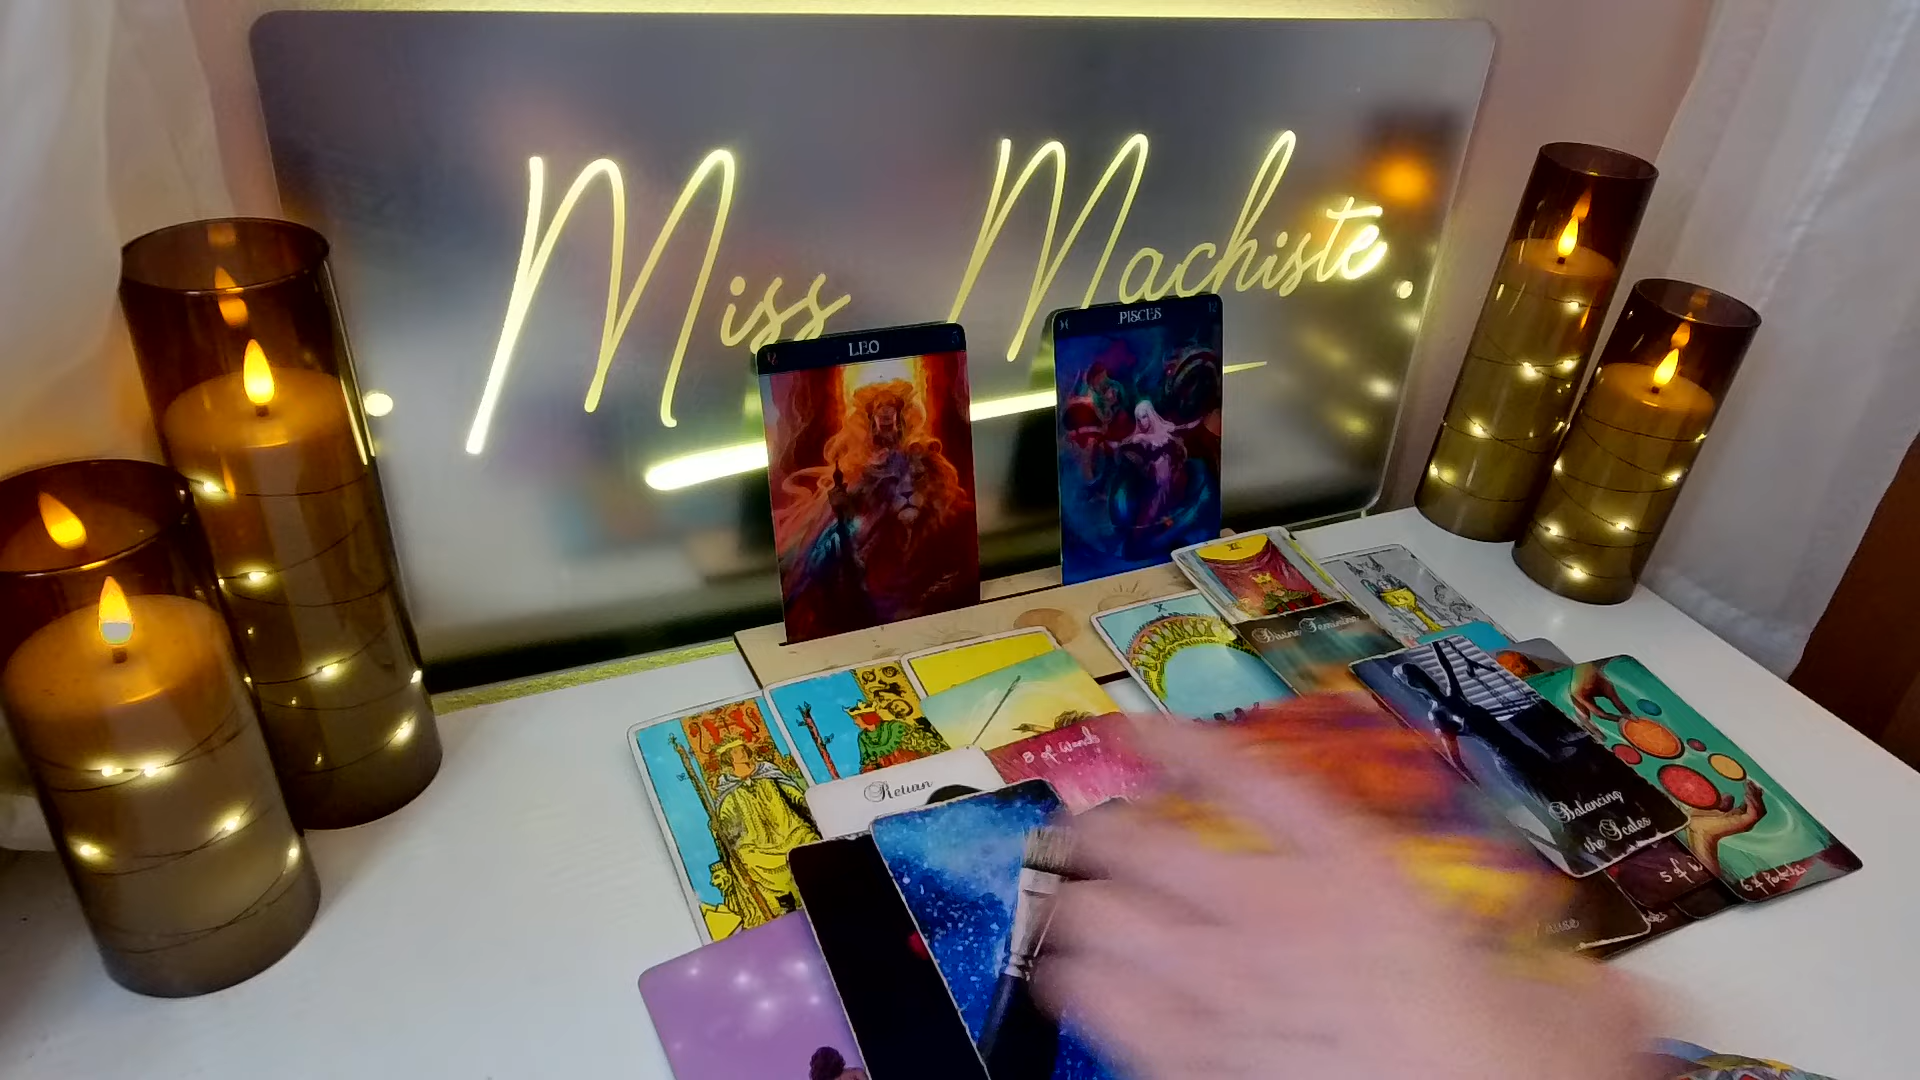 Miss Machiste
LEO
PISCES
X
Divine Feminine
8 of Wands
Return
Balancing
the Scales
6 of Pentacles
5 of